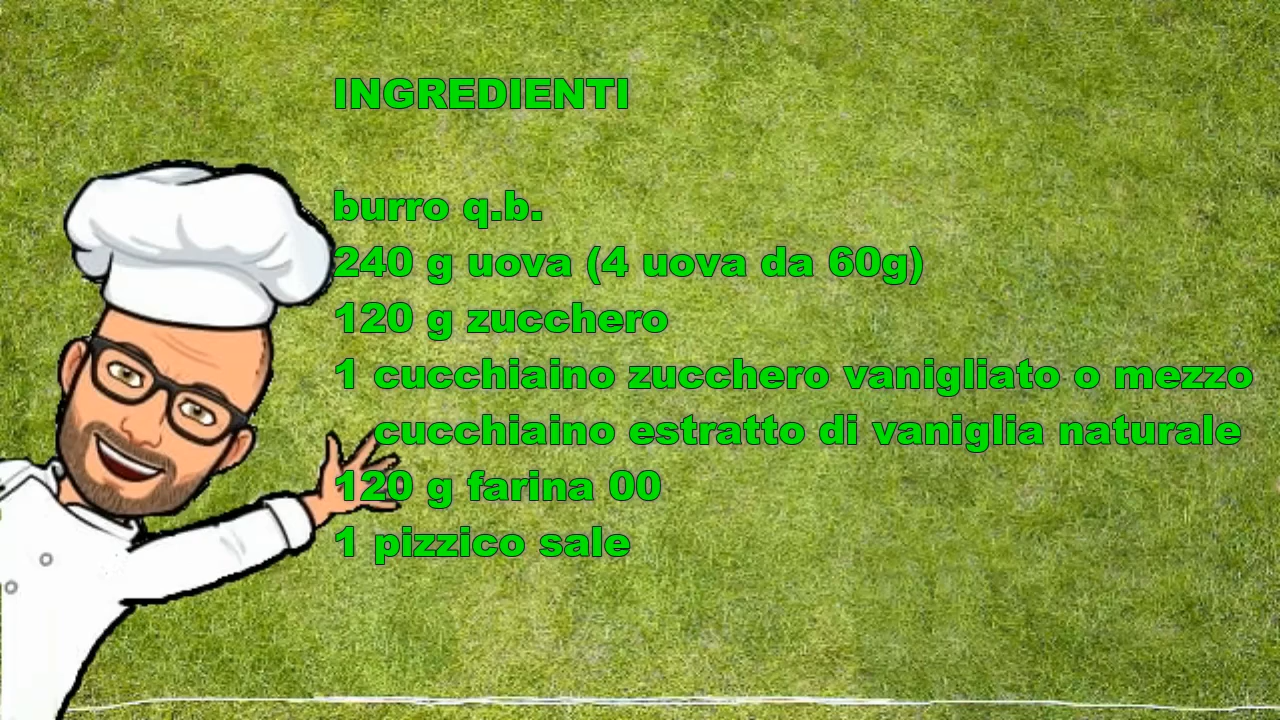 INGREDIENTI
burro q.b.
240 g uova (4 uova da 60g)
120 g zucchero
1 cucchiaino zucchero vanigliato o mezzo
cucchiaino estratto di vaniglia naturale
120 g farina 00
1 pizzico sale